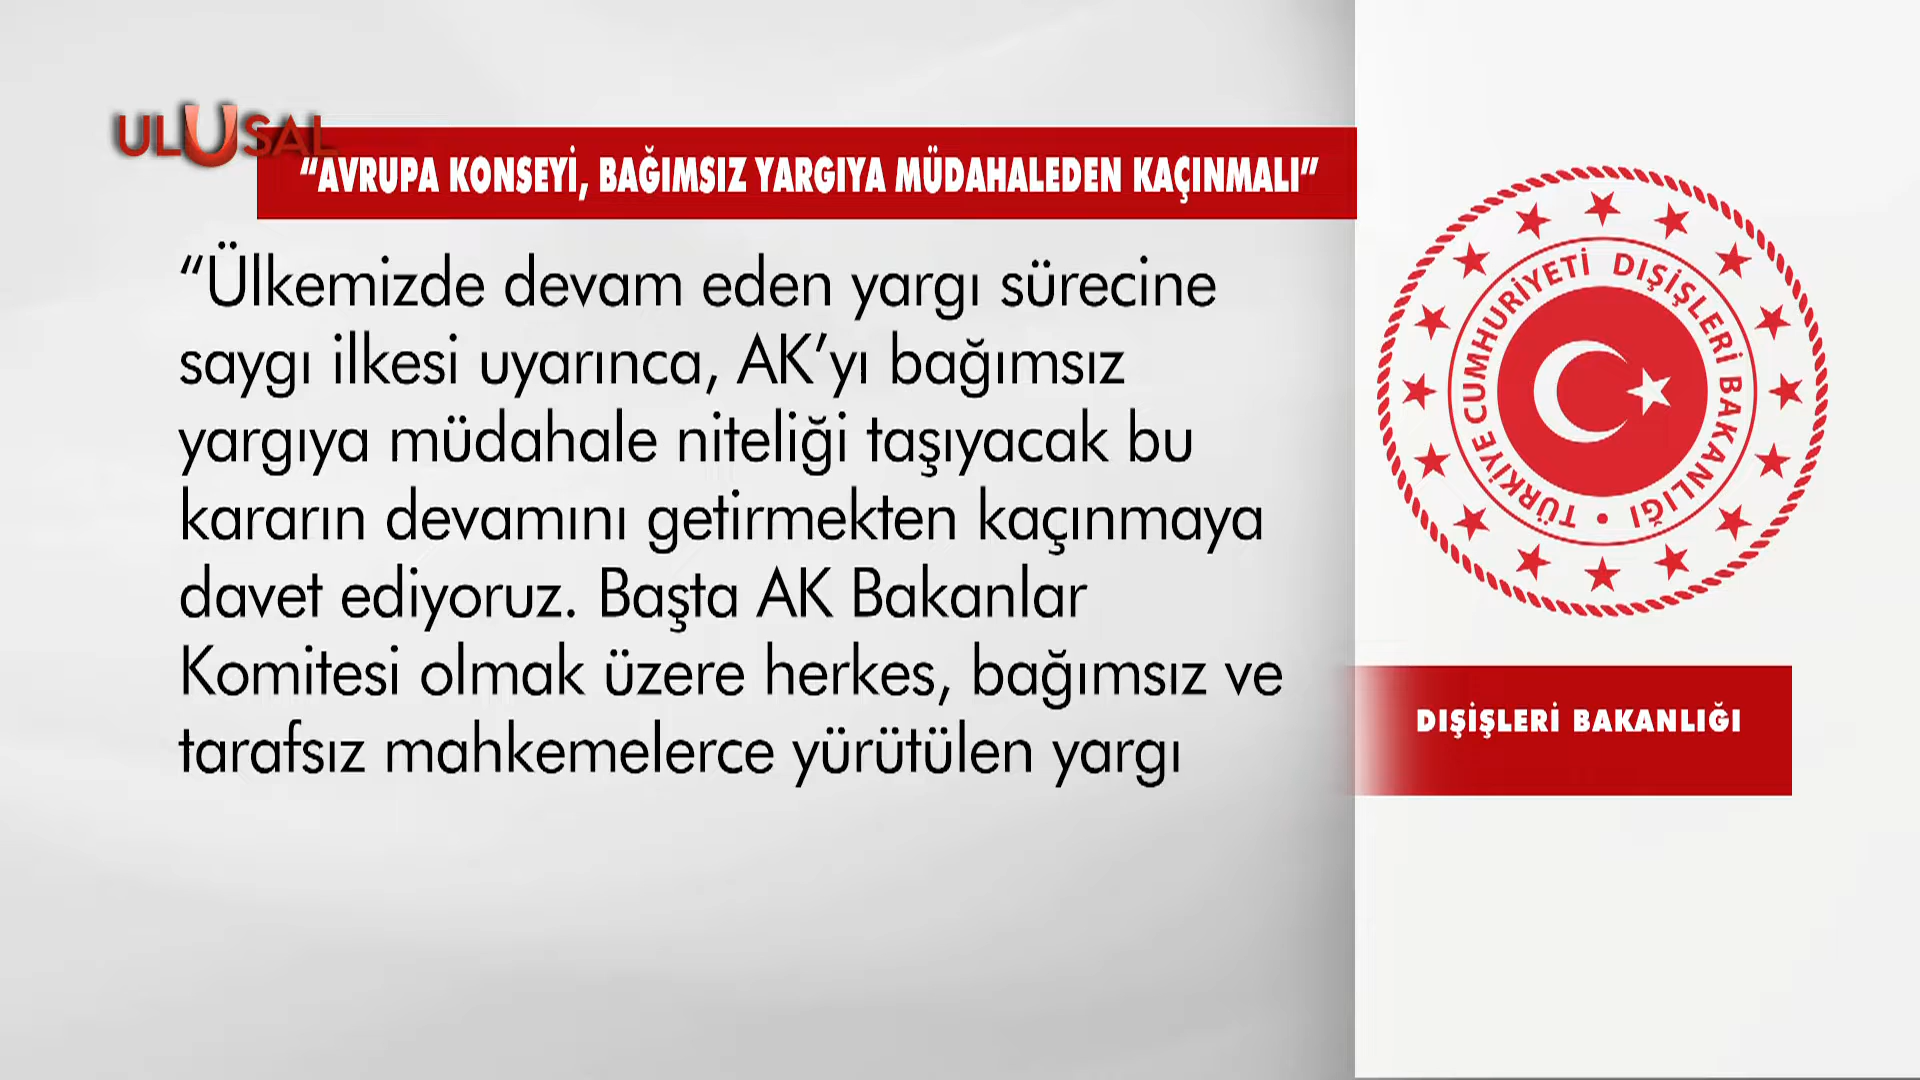 ULUSAL
“AVRUPA KONSEYİ, BAĞIMSIZ YARGIYA MÜDAHALEDEN KAÇINMALI”
“Ülkemizde devam eden yargı sürecine
saygı ilkesi uyarınca, AK’yı bağımsız
yargıya müdahale niteliği taşıyacak bu
kararın devamını getirmekten kaçınmaya
davet ediyoruz. Başta AK Bakanlar
Komitesi olmak üzere herkes, bağımsız ve
tarafsız mahkemelerce yürütülen yargı
TÜRKİYE CUMHURİYETİ DIŞİŞLERİ BAKANLIĞI •
DIŞİŞLERİ BAKANLIĞI